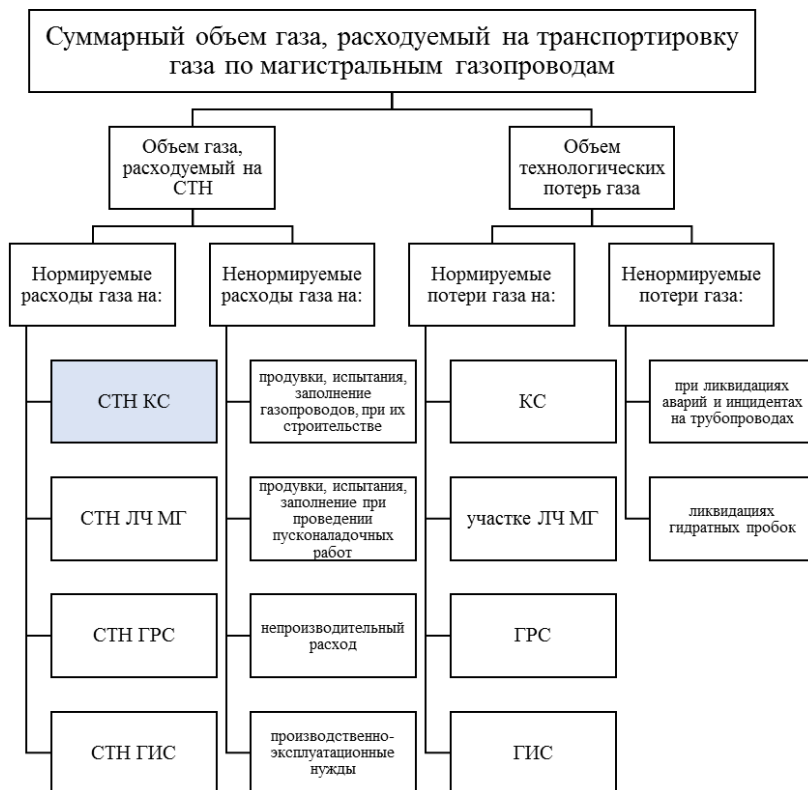 Суммарный объем газа, расходуемый на транспортировку
газа по магистральным газопроводам
Объем газа,
расходуемый на
СТН
Объем
технологических
потерь газа
Нормируемые
расходы газа на:
Ненормируемые
расходы газа на:
Нормируемые
потери газа на:
Ненормируемые
потери газа:
СТН КС
СТН ЛЧ МГ
СТН ГРС
СТН ГИС
продувки, испытания,
заполнение
газопроводов, при их
строительстве
продувки, испытания,
заполнение при
проведении
пусконаладочных
работ
непроизводительный
расход
производственно-
эксплуатационные
нужды
КС
участке ЛЧ МГ
ГРС
ГИС
при ликвидациях
аварий и инцидентах
на трубопроводах
ликвидациях
гидратных пробок